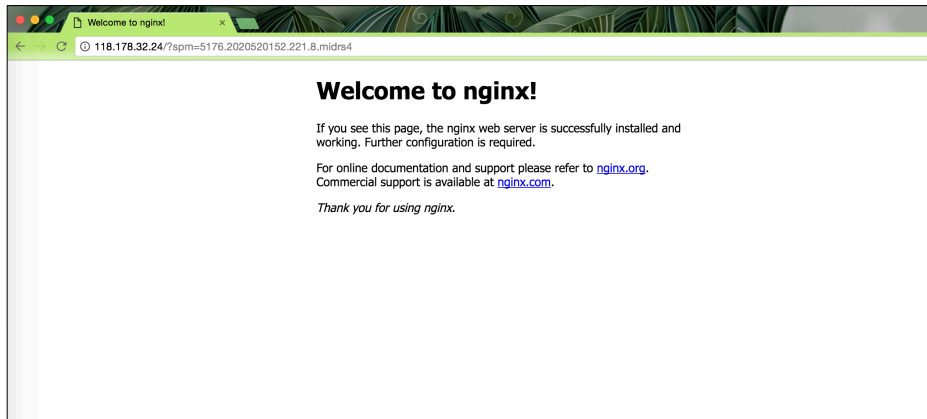 Welcome to nginx!
118.178.32.24/?spm=5176.2020520152.221.8.midrs4
Welcome to nginx!
If you see this page, the nginx web server is successfully installed and
working. Further configuration is required.
For online documentation and support please refer to nginx.org.
Commercial support is available at nginx.com.
Thank you for using nginx.